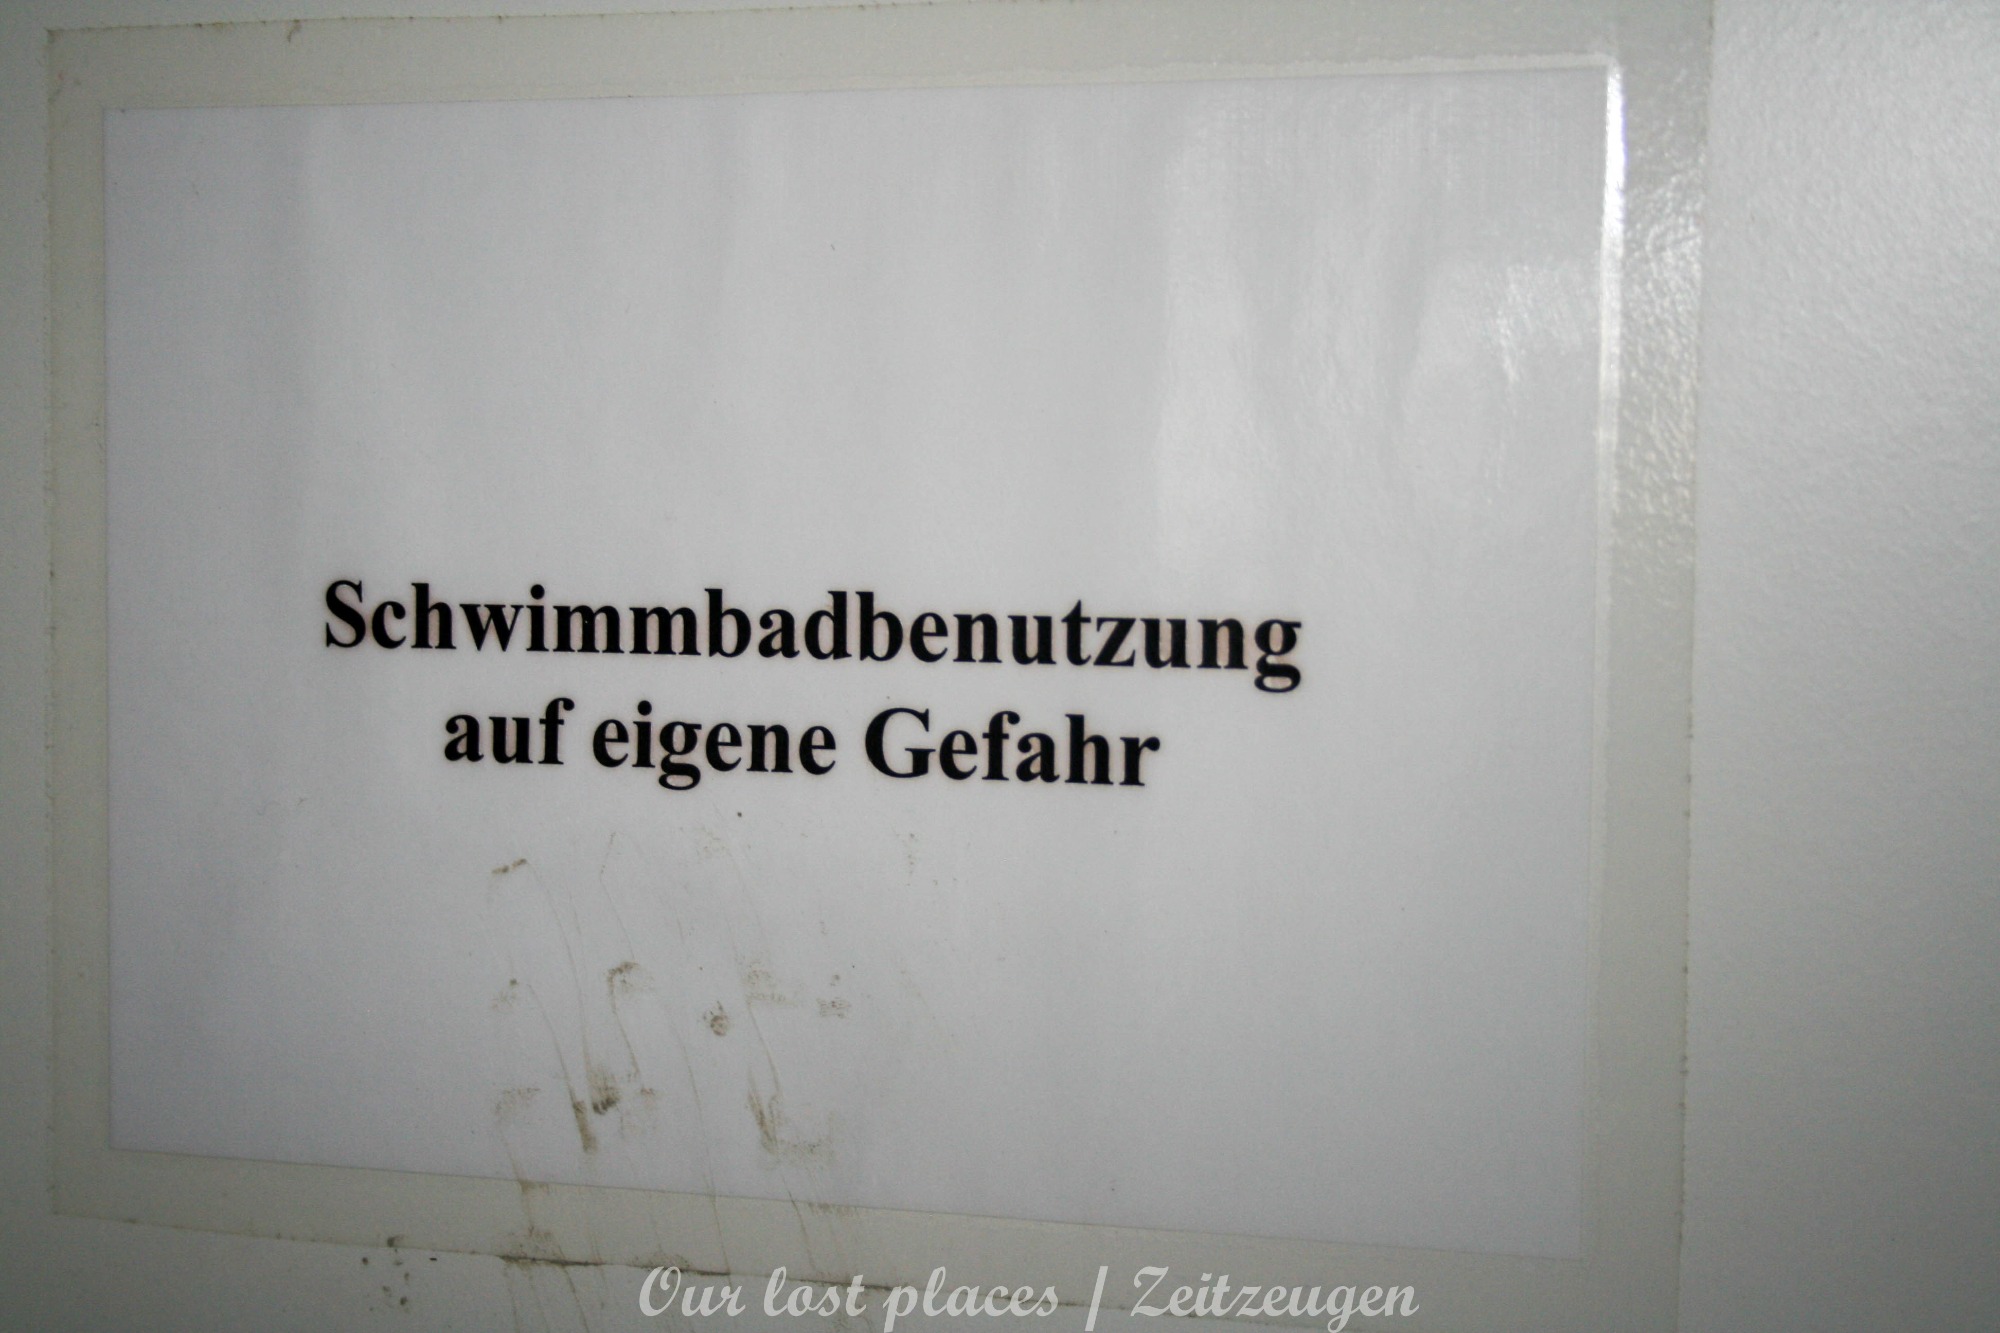 Schwimmbadbenutzung
auf eigene Gefahr
Our lost places | Zeitzeugen